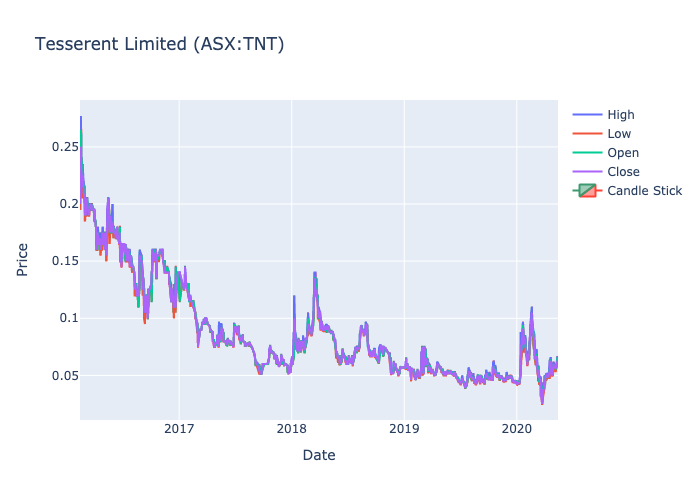 Tesserent Limited (ASX:TNT)
High
Low
Open
Close
Candle Stick
0.25
0.2
0.15
0.1
0.05
Price
2017 2018 2019 2020
Date